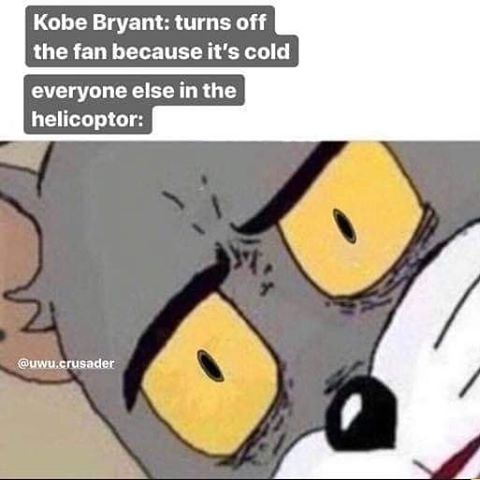 Kobe Bryant: turns off
the fan because it's cold
everyone else in the
helicoptor:
@uwu.crusader